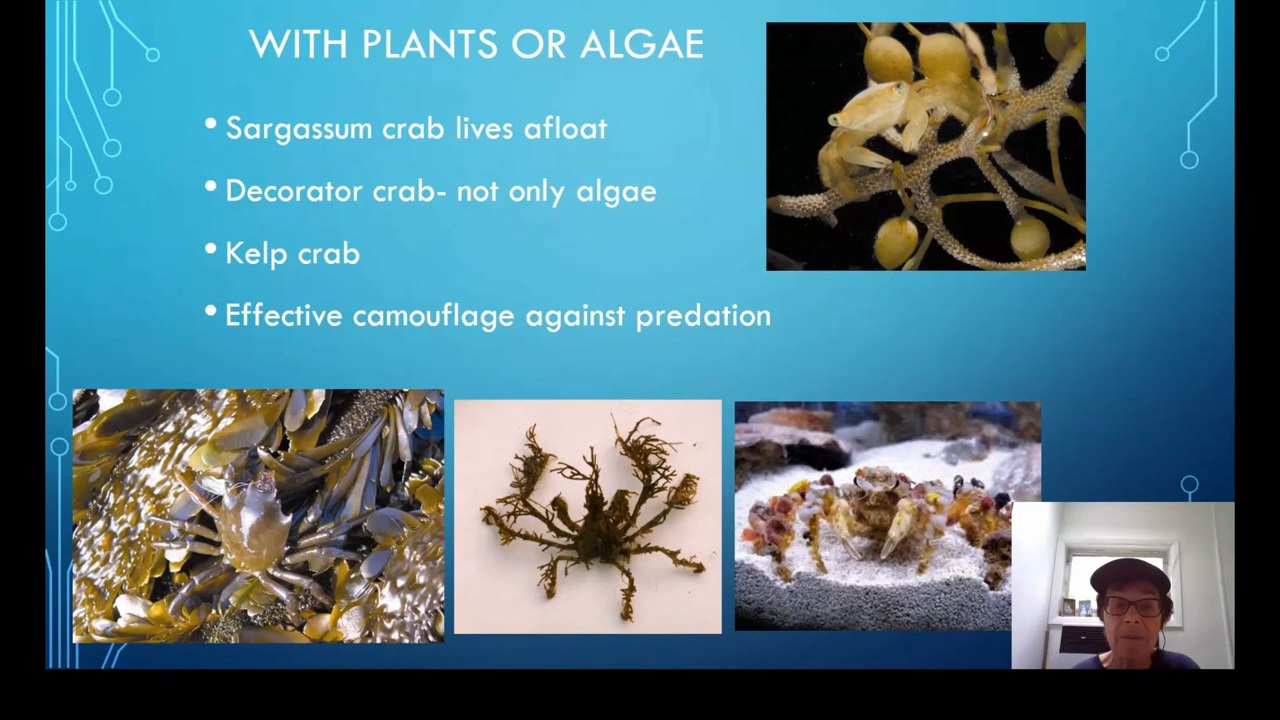 WITH PLANTS OR ALGAE
• Sargassum crab lives afloat
• Decorator crab- not only algae
• Kelp crab
• Effective camouflage against predation